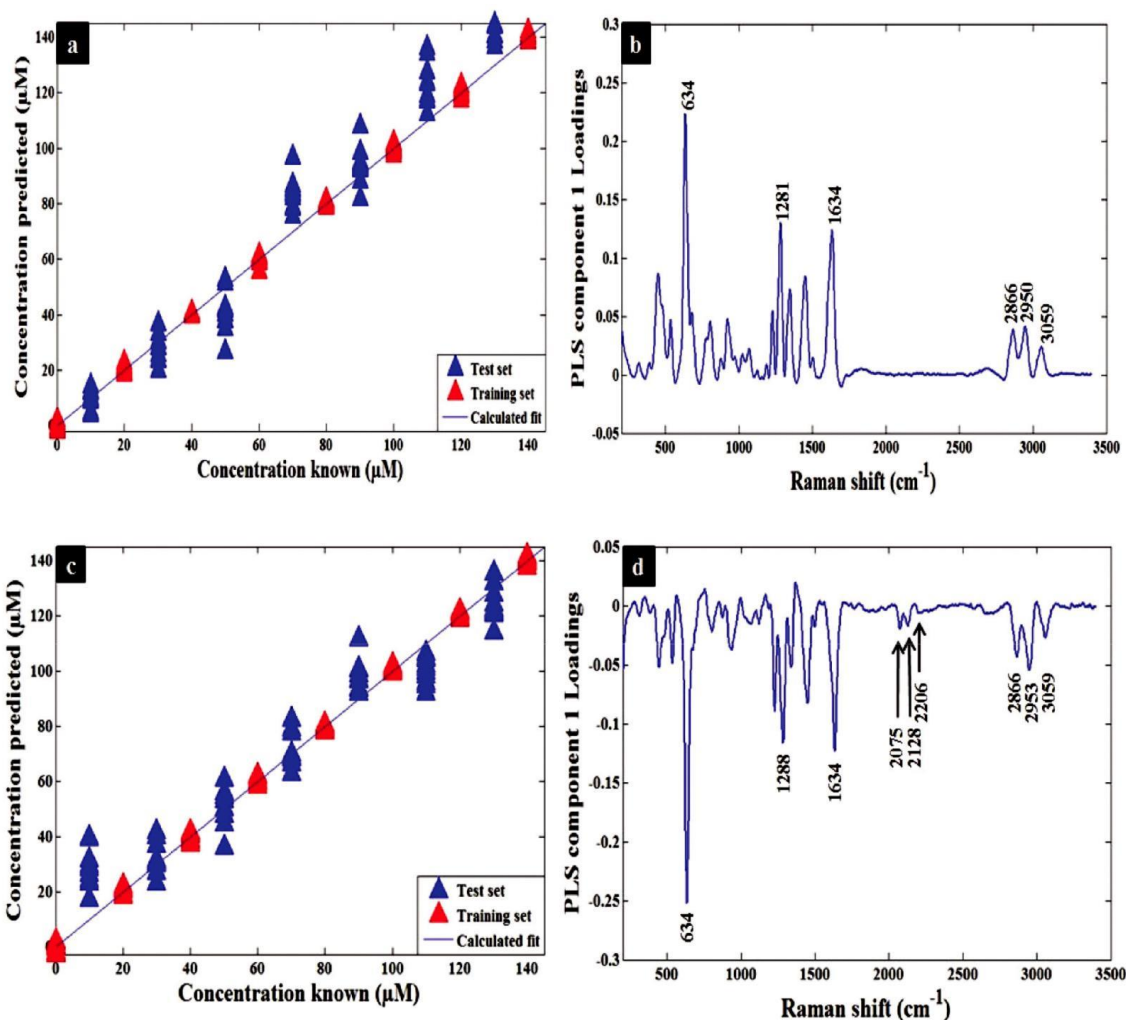 a
Concentration predicted (µM)
140
120
100
80
60
40
20
0
0 20 40 60 80 100 120 140
Concentration known (µM)
Test set
Training set
Calculated fit
b
PLS component 1 Loadings
0.3
0.25
0.2
0.15
0.1
0.05
0
-0.05
634
1281
1634
2866
2950
3059
500 1000 1500 2000 2500 3000 3500
Raman shift (cm-1)
c
Concentration predicted (µM)
140
120
100
80
60
40
20
0
0 20 40 60 80 100 120 140
Concentration known (µM)
Test set
Training set
Calculated fit
d
PLS component 1 Loadings
0.05
0
-0.05
-0.1
-0.15
-0.2
-0.25
-0.3
634
1288
1634
2075
2128
2206
2866
2953
3059
500 1000 1500 2000 2500 3000 3500
Raman shift (cm-1)